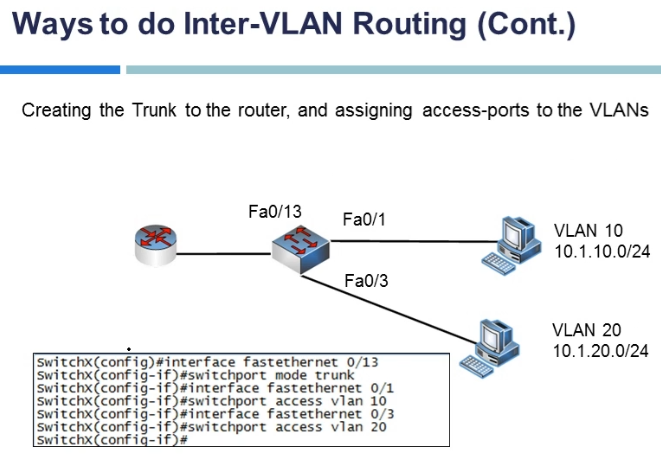 Ways to do Inter-VLAN Routing (Cont.)
Creating the Trunk to the router, and assigning access-ports to the VLANs
Fa0/13
Fa0/1
VLAN 10
10.1.10.0/24
Fa0/3
VLAN 20
10.1.20.0/24
SwitchX(config)#interface fastethernet 0/13
SwitchX(config-if)#switchport mode trunk
SwitchX(config-if)#interface fastethernet 0/1
SwitchX(config-if)#switchport access vlan 10
SwitchX(config-if)#interface fastethernet 0/3
SwitchX(config-if)#switchport access vlan 20
SwitchX(config-if)#